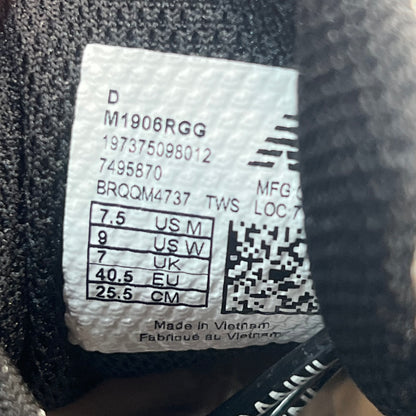 D
M1906RGG
197375098012
7495870
BRQQM4737 TWS
MFG
LOC
7.5 US M
9 US W
7 UK
40.5 EU
25.5 CM
Made in Vietnam
Fabriqué au Vietnam